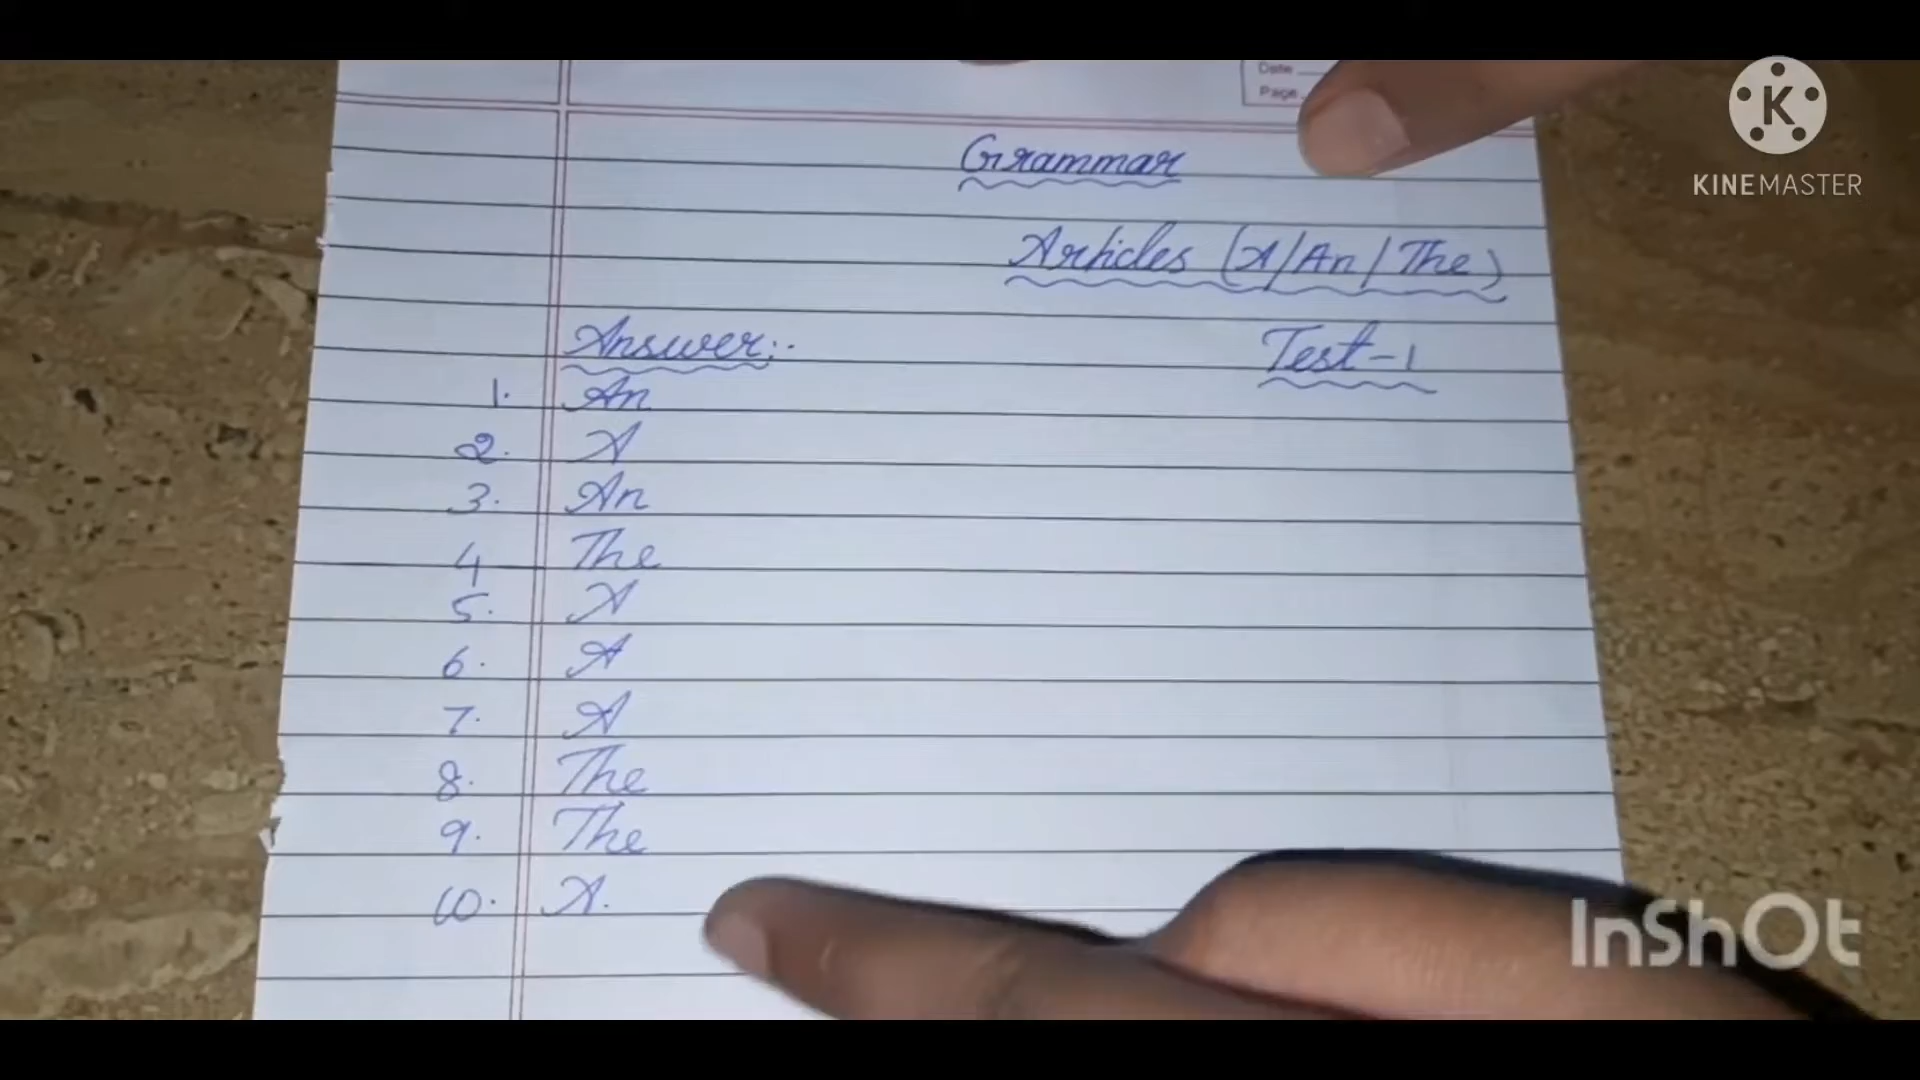 Date
Page
K
KINEMASTER
Grammar
Articles (A/An/The)
Answer:-
Test-1
1. An
2. A
3. An
4 The
5. A
6. A
7. A
8. The
9. The
10. A.
InShOt